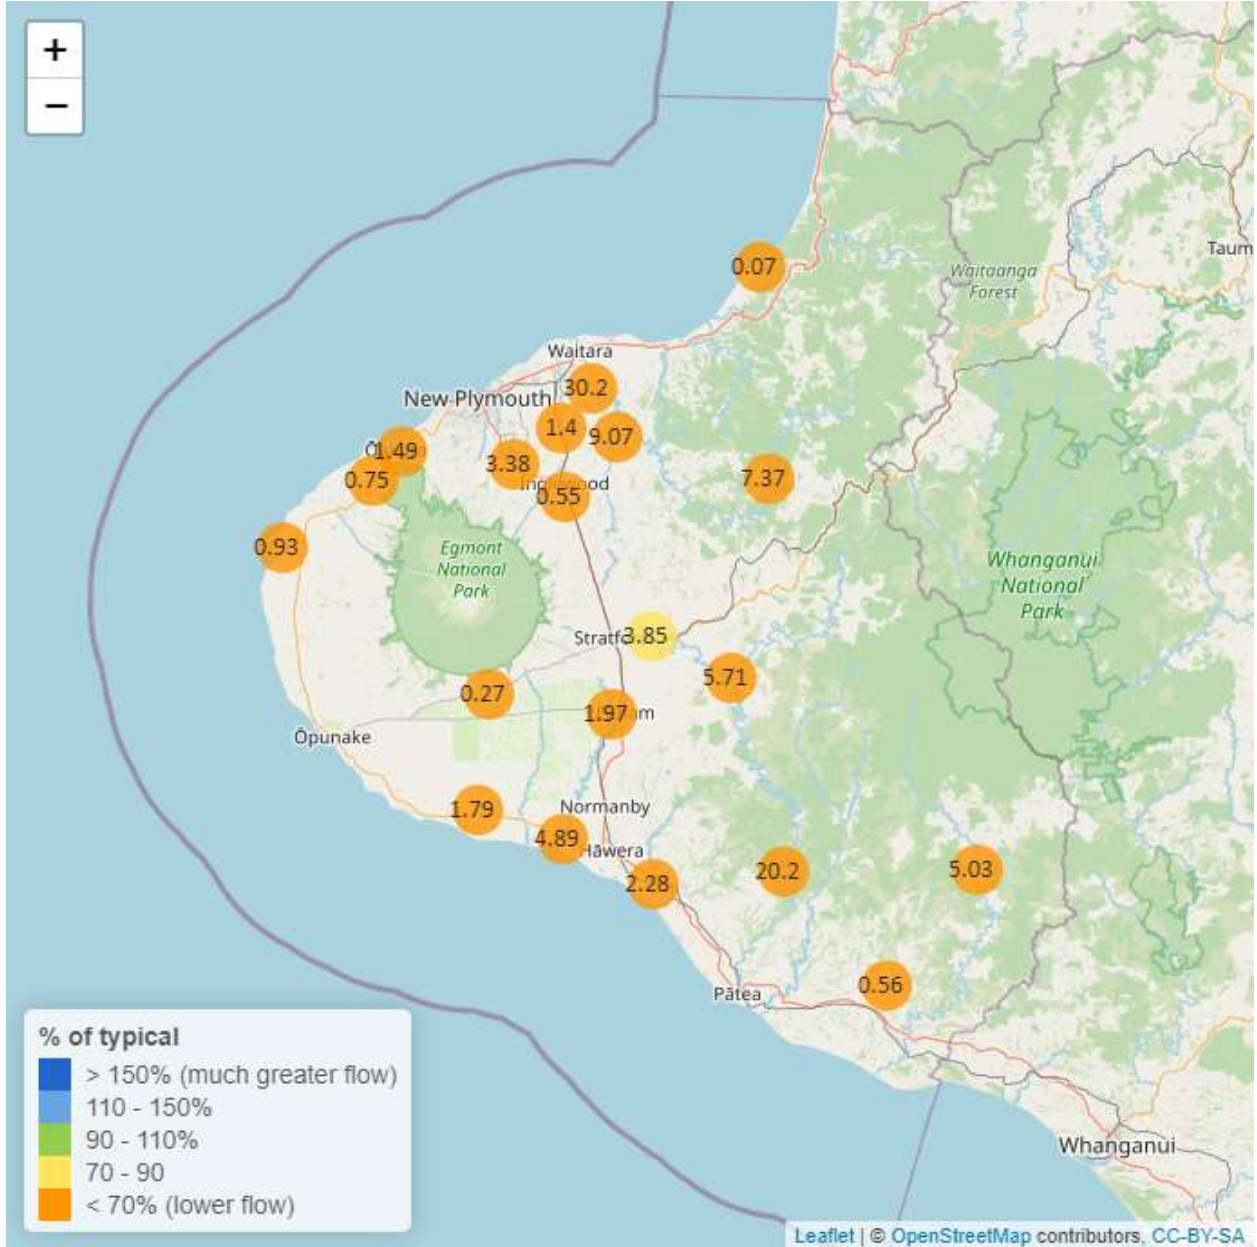 +
−
Taum
0.07
Waitaanga
Forest
Waitara
30.2
New Plymouth
1.4
9.07
1.49
3.38
7.37
0.75
0.55
0.93
Egmont
National
Park
Whanganui
National
Park
3.85
5.71
0.27
1.97
Ōpunake
1.79
Normanby
4.89
Hāwera
2.28
20.2
5.03
0.56
Pātea
Whanganui
% of typical
> 150% (much greater flow)
110 - 150%
90 - 110%
70 - 90
< 70% (lower flow)
Leaflet | © OpenStreetMap contributors, CC-BY-SA